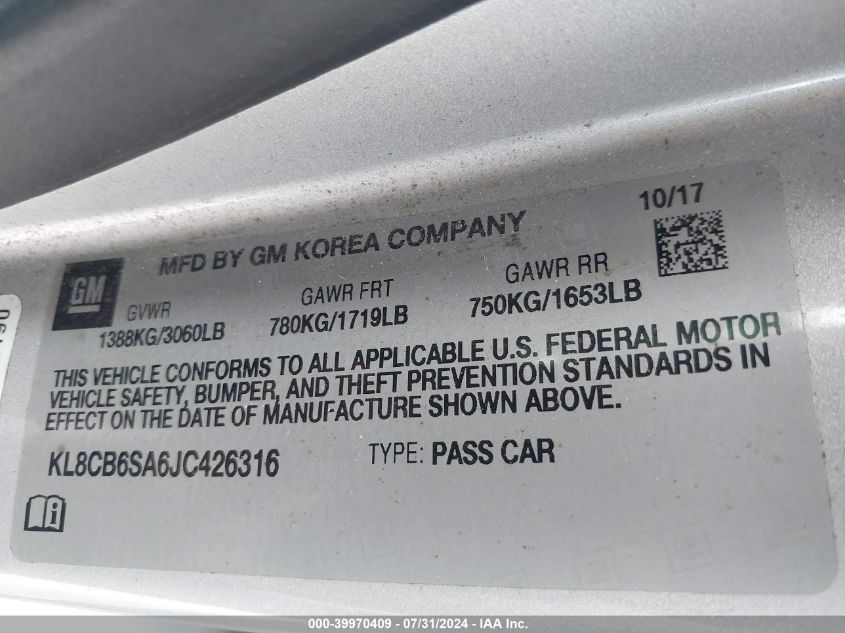 10/17
MFD BY GM KOREA COMPANY
GM
GVWR GAWR FRT GAWR RR
1388KG/3060LB 780KG/1719LB 750KG/1653LB
THIS VEHICLE CONFORMS TO ALL APPLICABLE U.S. FEDERAL MOTOR
VEHICLE SAFETY, BUMPER, AND THEFT PREVENTION STANDARDS IN
EFFECT ON THE DATE OF MANUFACTURE SHOWN ABOVE.
KL8CB6SA6JC426316 TYPE: PASS CAR
000-39970409 - 07/31/2024 - IAA Inc.